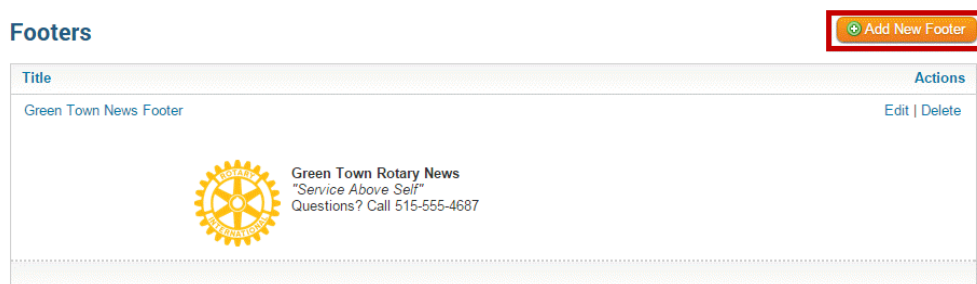 Footers
Add New Footer
Title
Actions
Green Town News Footer
Edit | Delete
ROTARY
INTERNATIONAL
Green Town Rotary News
"Service Above Self"
Questions? Call 515-555-4687